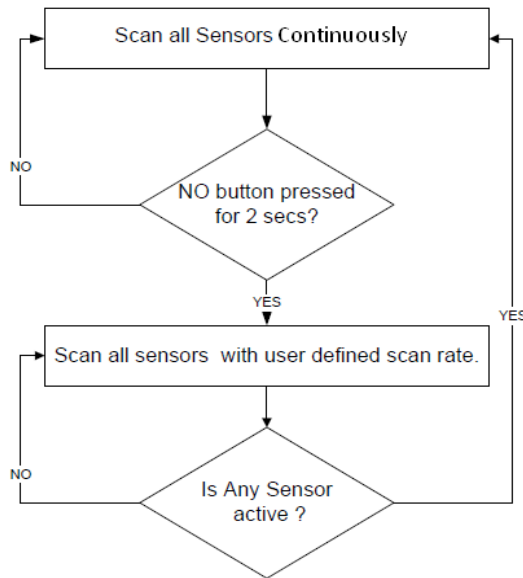 Scan all Sensors Continuously
NO
NO button pressed
for 2 secs?
YES
YES
Scan all sensors with user defined scan rate.
NO
Is Any Sensor
active ?